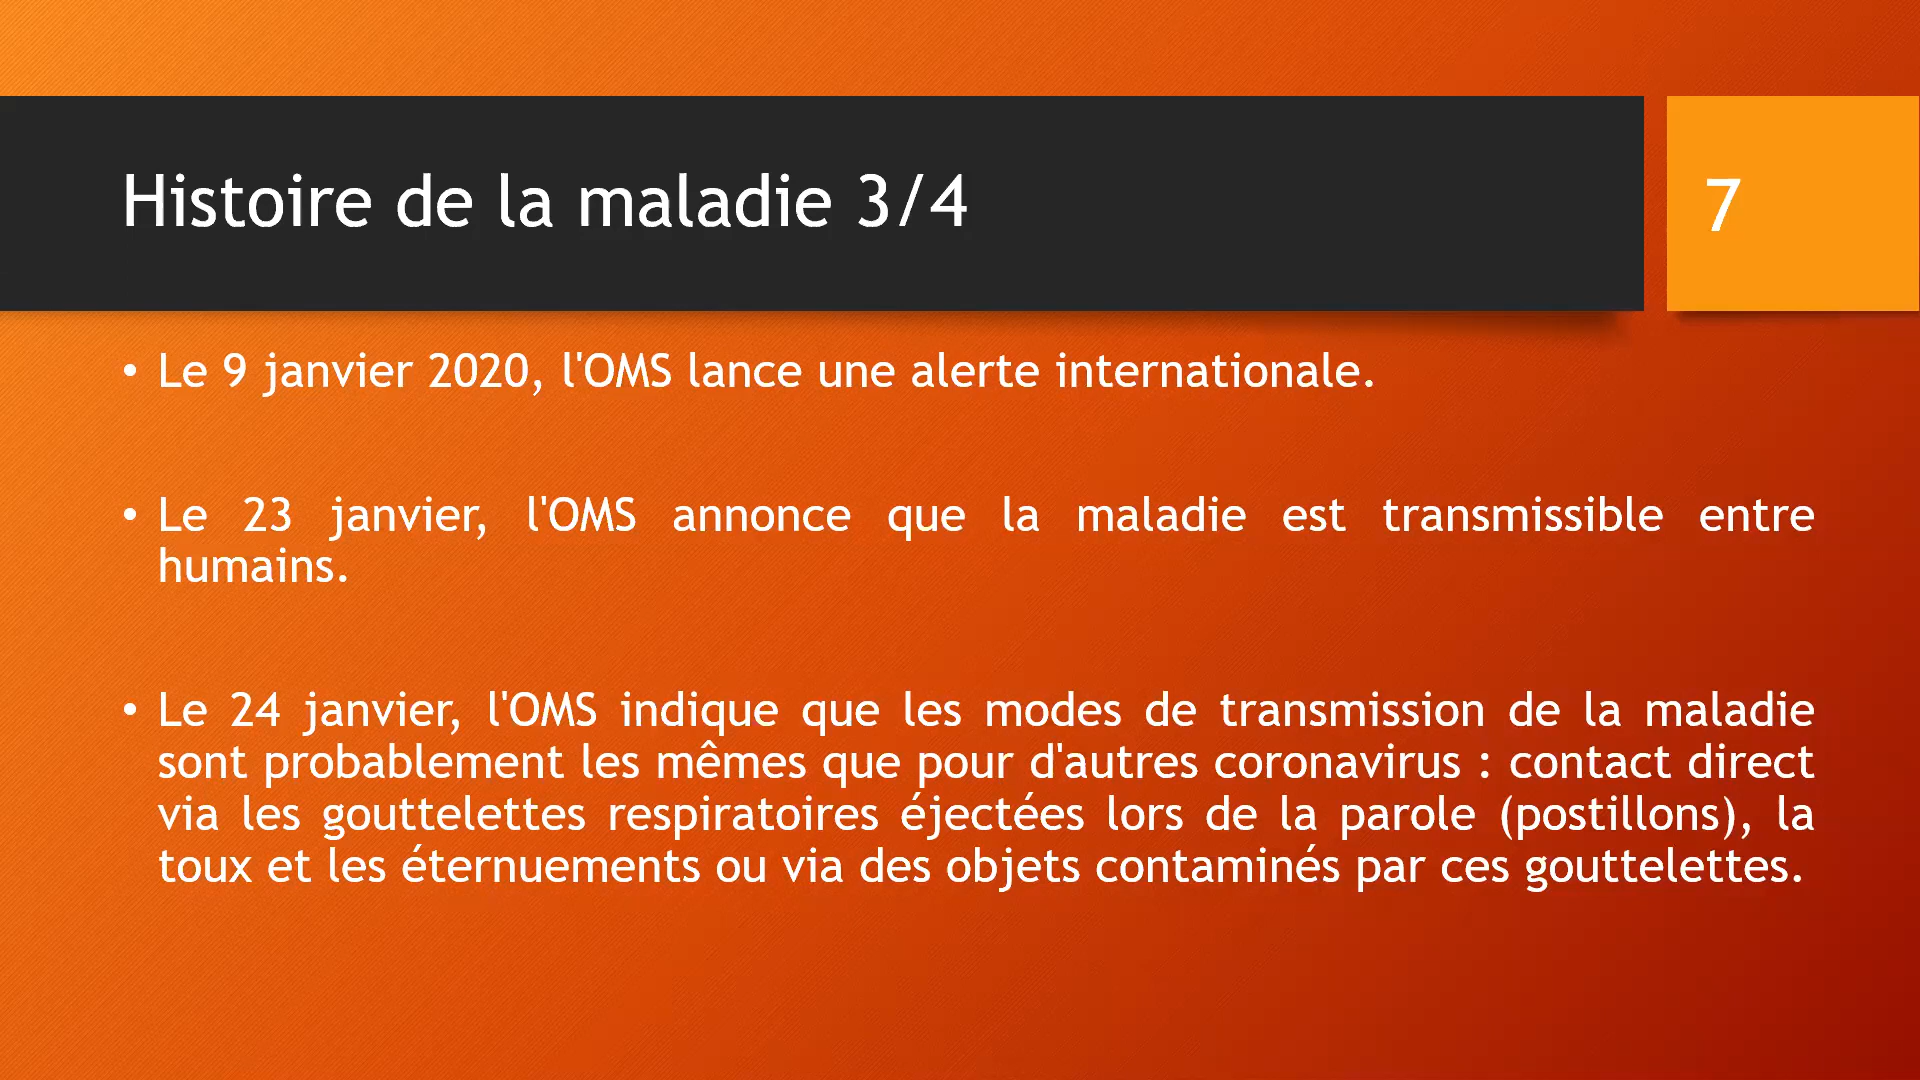 Histoire de la maladie 3/4
7
• Le 9 janvier 2020, l'OMS lance une alerte internationale.
• Le 23 janvier, l'OMS annonce que la maladie est transmissible entre
humains.
• Le 24 janvier, l'OMS indique que les modes de transmission de la maladie
sont probablement les mêmes que pour d'autres coronavirus : contact direct
via les gouttelettes respiratoires éjectées lors de la parole (postillons), la
toux et les éternuements ou via des objets contaminés par ces gouttelettes.